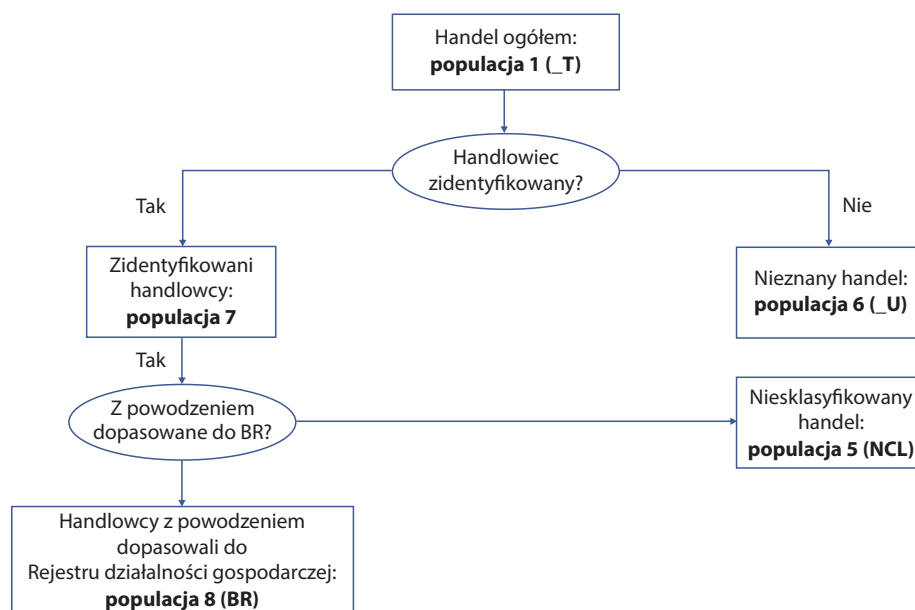 Handel ogółem:
populacja 1 (_T)
Handlowiec
zidentyfikowany?
Tak
Nie
Zidentyfikowani
handlowcy:
populacja 7
Nieznany handel:
populacja 6 (_U)
Tak
Z powodzeniem
dopasowane do BR?
Niesklasyfikowany
handel:
populacja 5 (NCL)
Handlowcy z powodzeniem
dopasowali do
Rejestru działalności gospodarczej:
populacja 8 (BR)